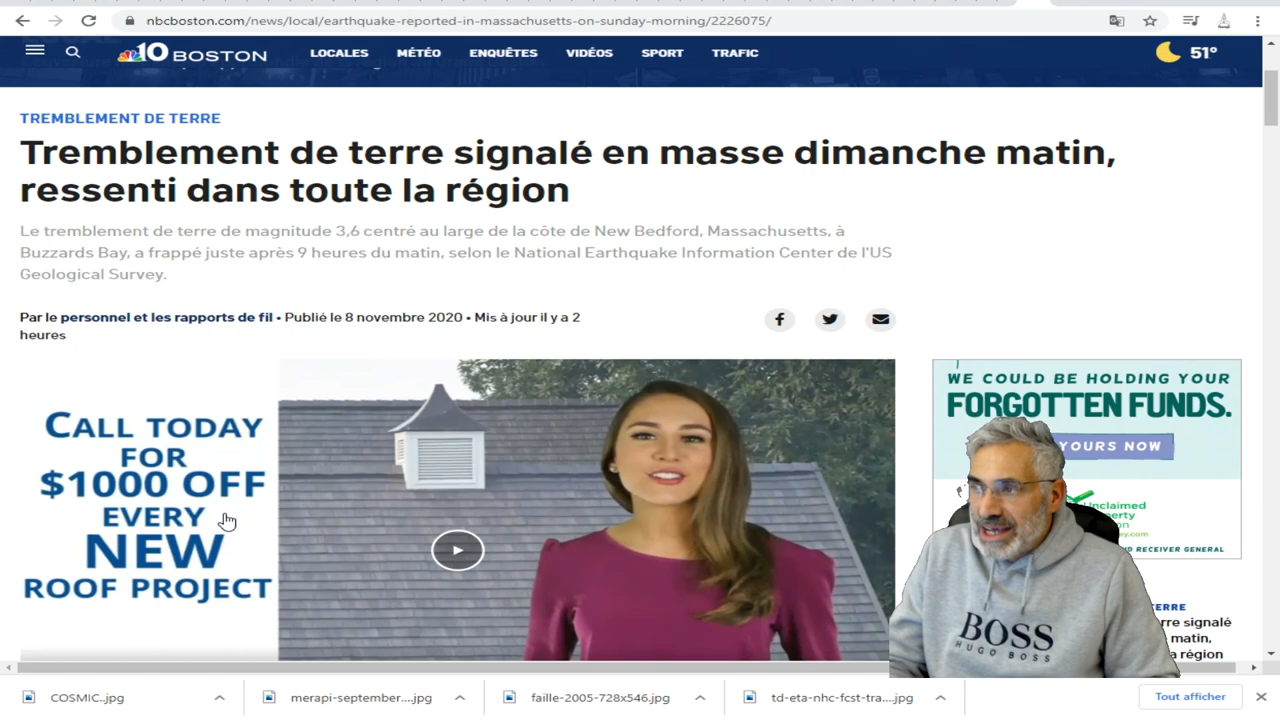 nbcboston.com/news/local/earthquake-reported-in-massachusetts-on-sunday-morning/2226075/
10 BOSTON
LOCALES MÉTÉO ENQUÊTES VIDÉOS SPORT TRAFIC
51°
TREMBLEMENT DE TERRE
Tremblement de terre signalé en masse dimanche matin,
ressenti dans toute la région
Le tremblement de terre de magnitude 3,6 centré au large de la côte de New Bedford, Massachusetts, à
Buzzards Bay, a frappé juste après 9 heures du matin, selon le National Earthquake Information Center de l'US
Geological Survey.
Par le personnel et les rapports de fil • Publié le 8 novembre 2020 • Mis à jour il y a 2
heures
CALL TODAY
FOR
$1000 OFF
EVERY
NEW
ROOF PROJECT
WE COULD BE HOLDING YOUR
FORGOTTEN FUNDS.
YOURS NOW
RECEIVER GENERAL
signalé
matin,
région
BOSS
HUGO BOSS
COSMIC..jpg
merapi-september....jpg
faille-2005-728x546.jpg
td-eta-nhc-fcst-tra....jpg
Tout afficher